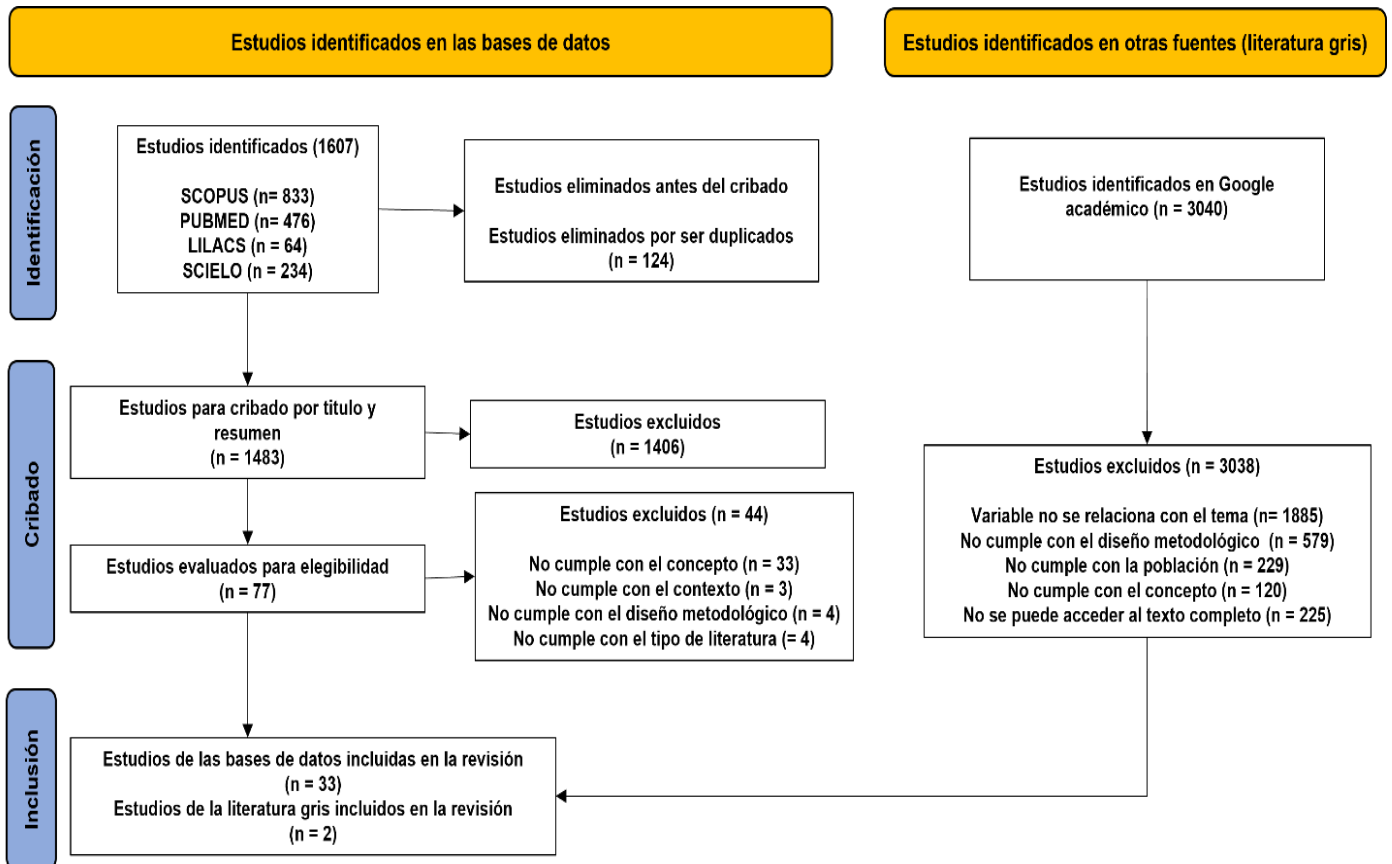 Estudios identificados en las bases de datos
Estudios identificados en otras fuentes (literatura gris)
Identificación
Estudios identificados (1607)
SCOPUS (n= 833)
PUBMED (n= 476)
LILACS (n = 64)
SCIELO (n = 234)
Estudios eliminados antes del cribado
Estudios eliminados por ser duplicados
(n = 124)
Estudios identificados en Google
académico (n = 3040)
Cribado
Estudios para cribado por titulo y
resumen
(n = 1483)
Estudios excluidos
(n = 1406)
Estudios evaluados para elegibilidad
(n = 77)
Estudios excluidos (n = 44)
No cumple con el concepto (n = 33)
No cumple con el contexto (n = 3)
No cumple con el diseño metodológico (n = 4)
No cumple con el tipo de literatura (= 4)
Estudios excluidos (n = 3038)
Variable no se relaciona con el tema (n= 1885)
No cumple con el diseño metodológico (n = 579)
No cumple con la población (n = 229)
No cumple con el concepto (n = 120)
No se puede acceder al texto completo (n = 225)
Inclusión
Estudios de las bases de datos incluidas en la revisión
(n = 33)
Estudios de la literatura gris incluidos en la revisión
(n = 2)